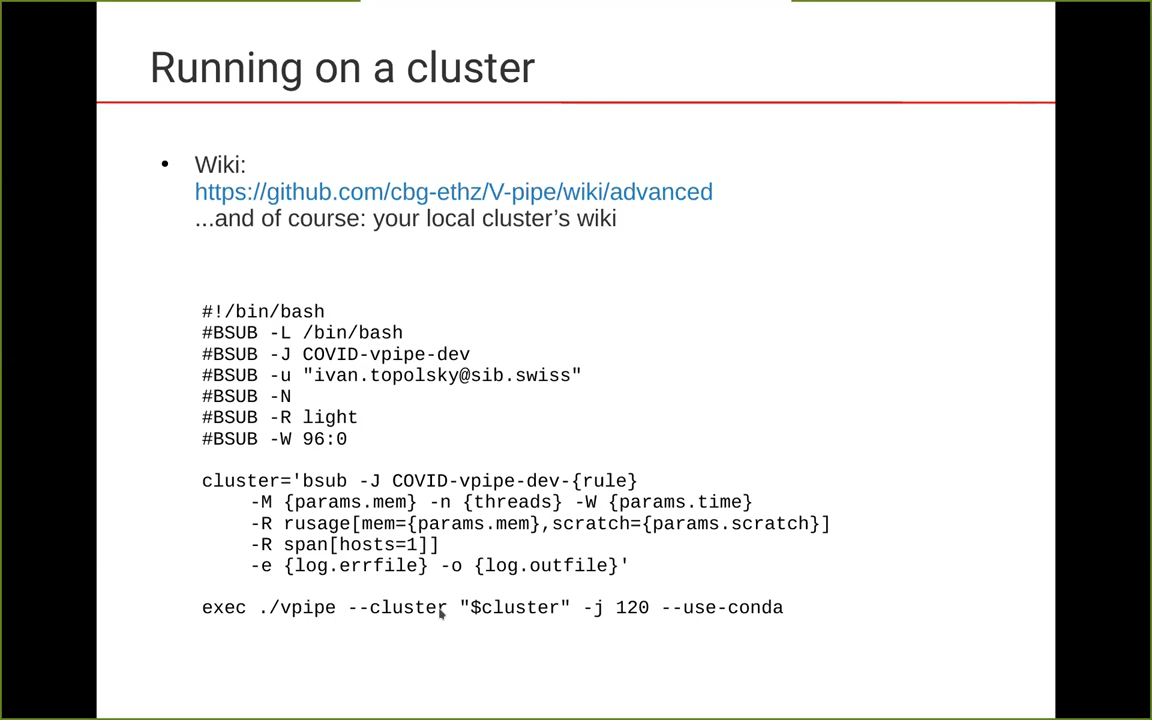 Running on a cluster
• Wiki:
https://github.com/cbg-ethz/V-pipe/wiki/advanced
...and of course: your local cluster’s wiki
#!/bin/bash
#BSUB -L /bin/bash
#BSUB -J COVID-vpipe-dev
#BSUB -u "ivan.topolsky@sib.swiss"
#BSUB -N
#BSUB -R light
#BSUB -W 96:0
cluster='bsub -J COVID-vpipe-dev-{rule}
-M {params.mem} -n {threads} -W {params.time}
-R rusage[mem={params.mem},scratch={params.scratch}]
-R span[hosts=1]]
-e {log.errfile} -o {log.outfile}'
exec ./vpipe --cluster "$cluster" -j 120 --use-conda